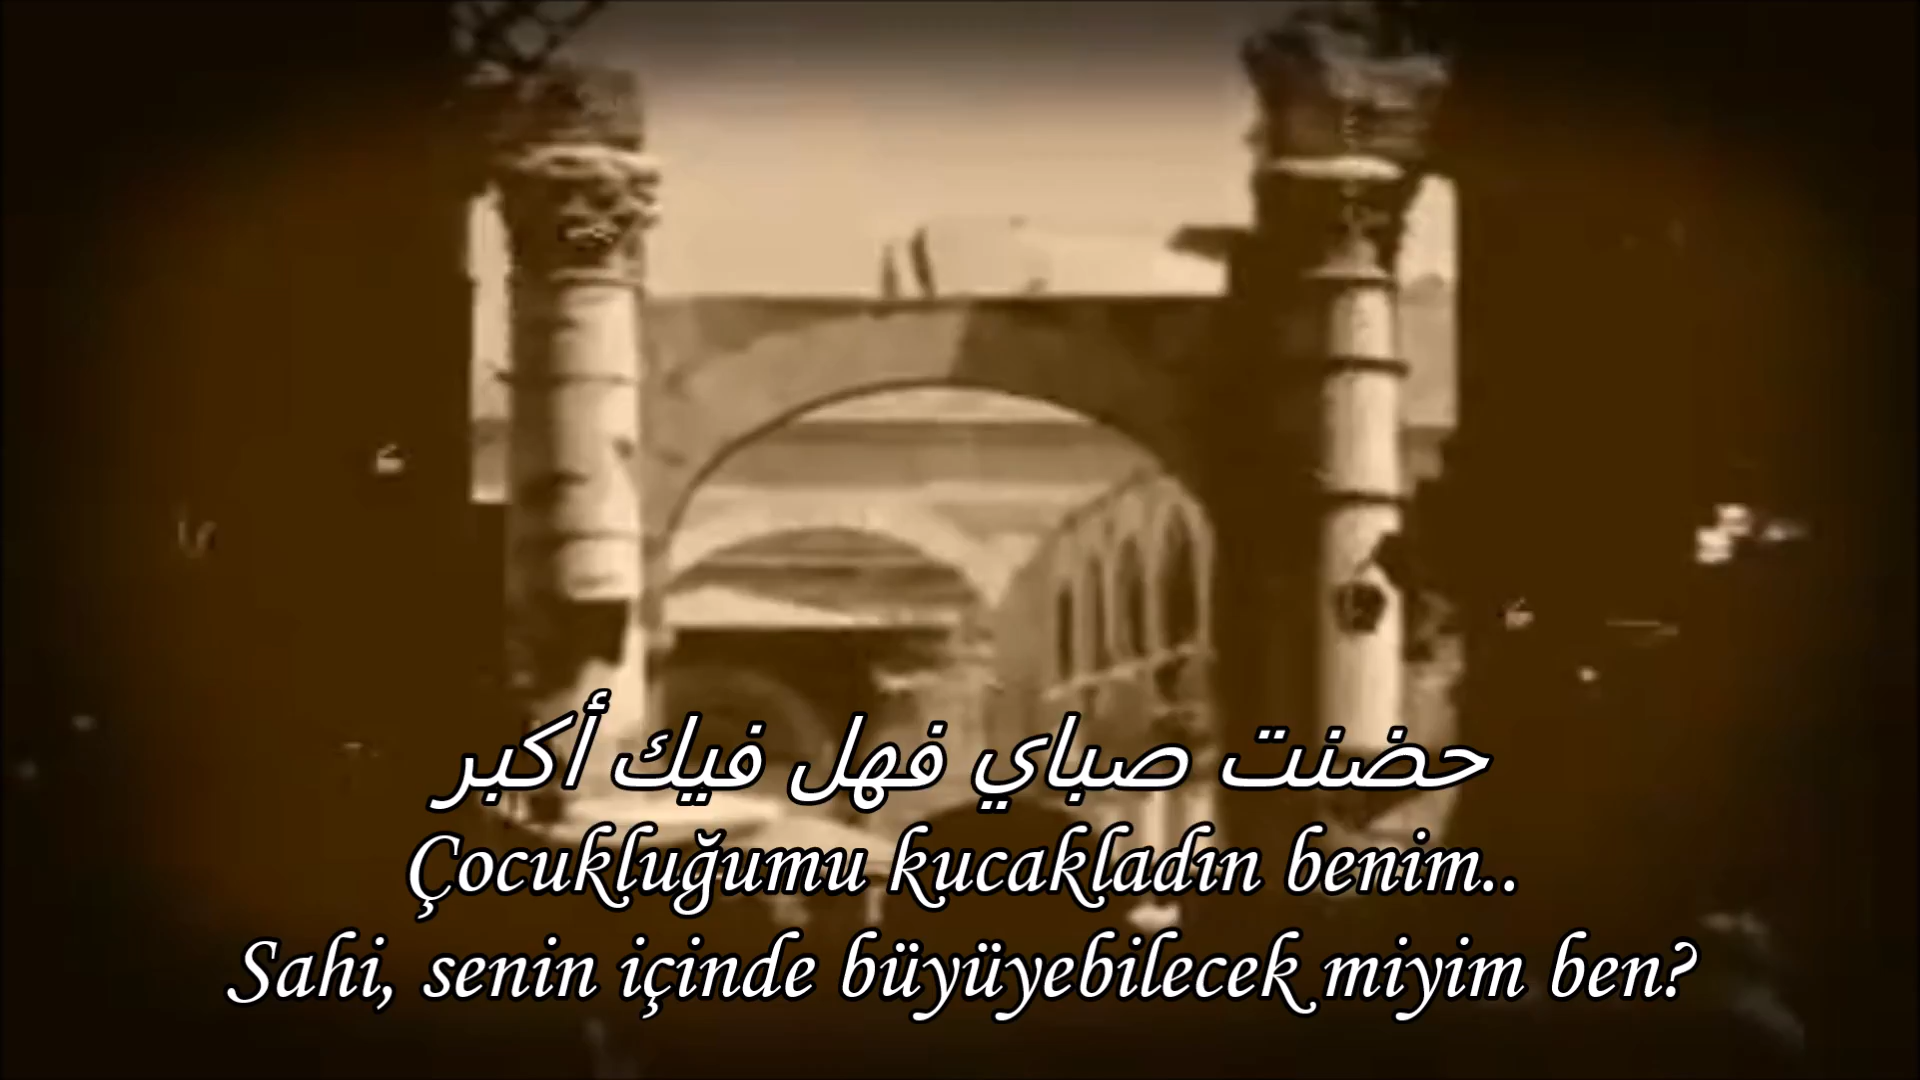 حضنت صباي فهل فيك أكبر
Çocukluğumu kucakladın benim..
Sahi, senin içinde büyüyebilecek miyim ben?